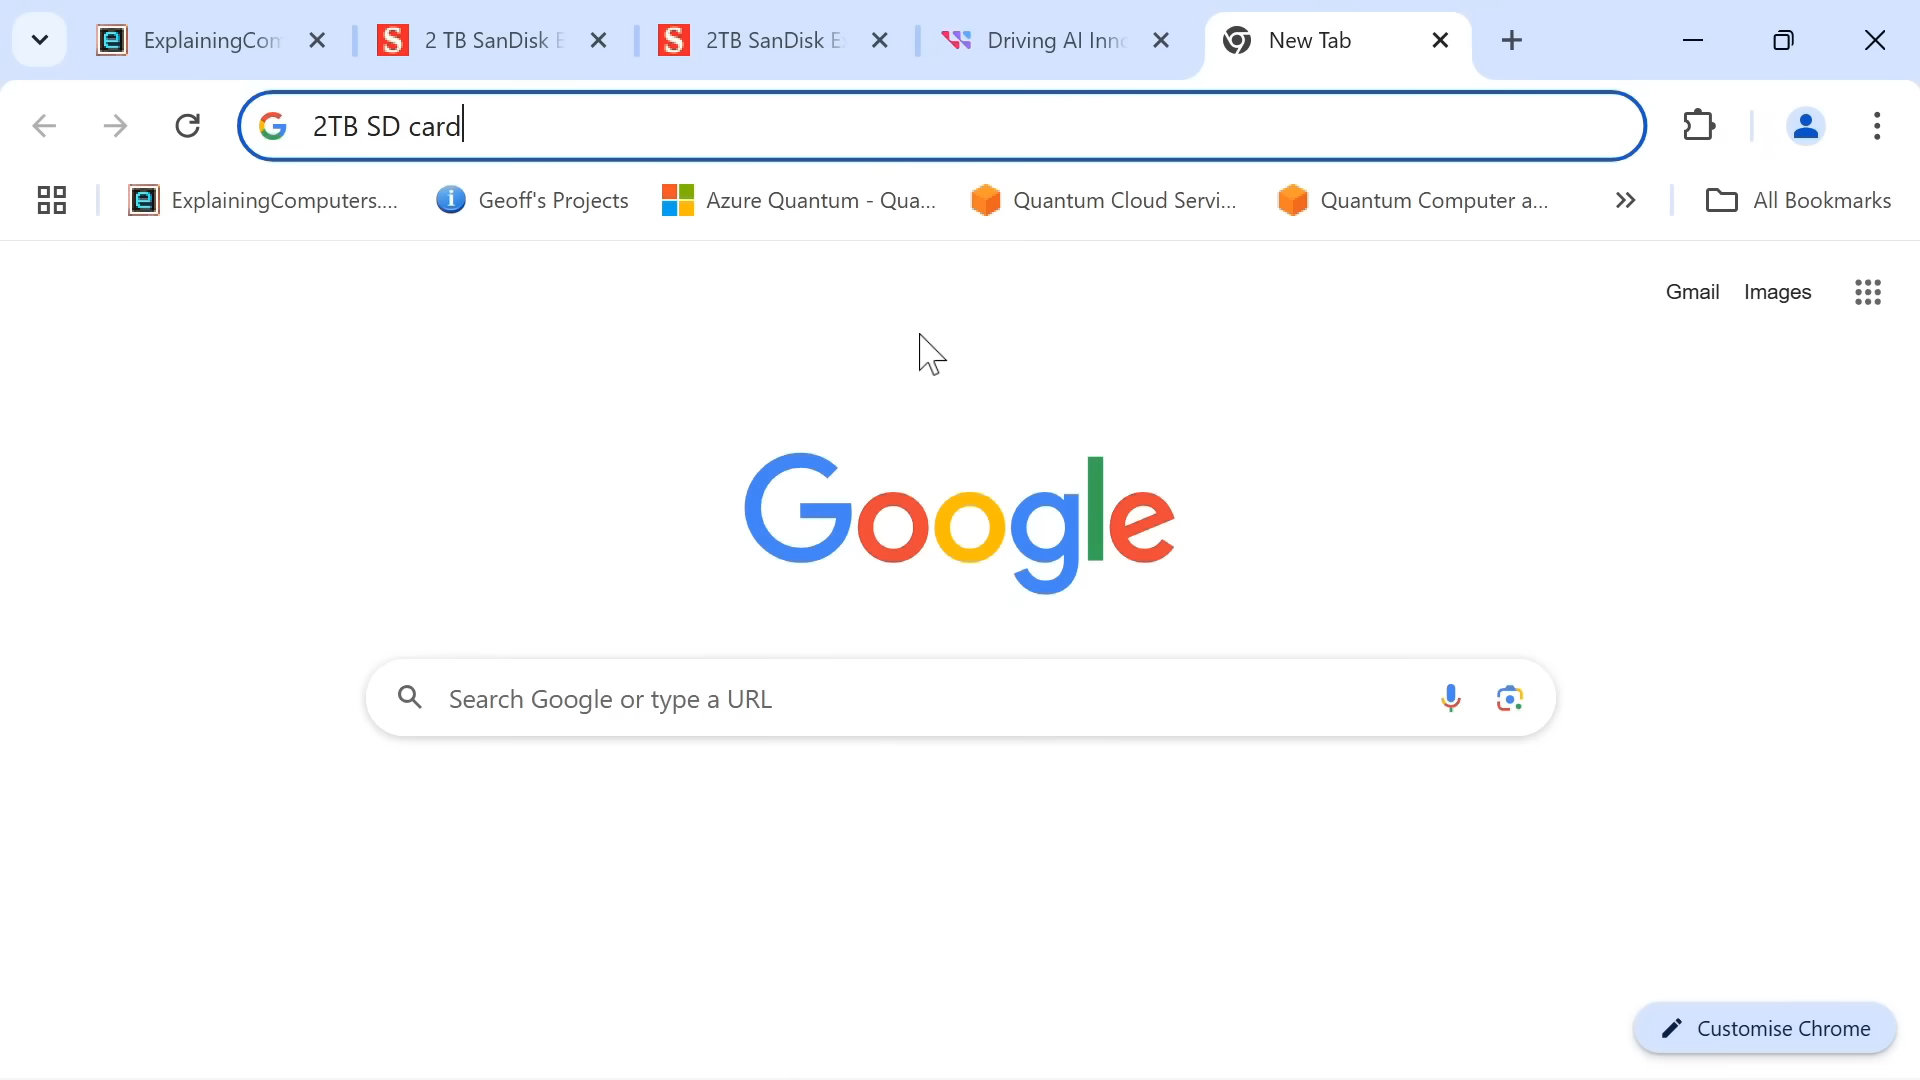 ExplainingCom
2 TB SanDisk E
2TB SanDisk E
Driving AI Inno
New Tab
2TB SD card
ExplainingComputers....
Geoff's Projects
Azure Quantum - Qua...
Quantum Cloud Servi...
Quantum Computer a...
All Bookmarks
Gmail
Images
Google
Search Google or type a URL
Customise Chrome